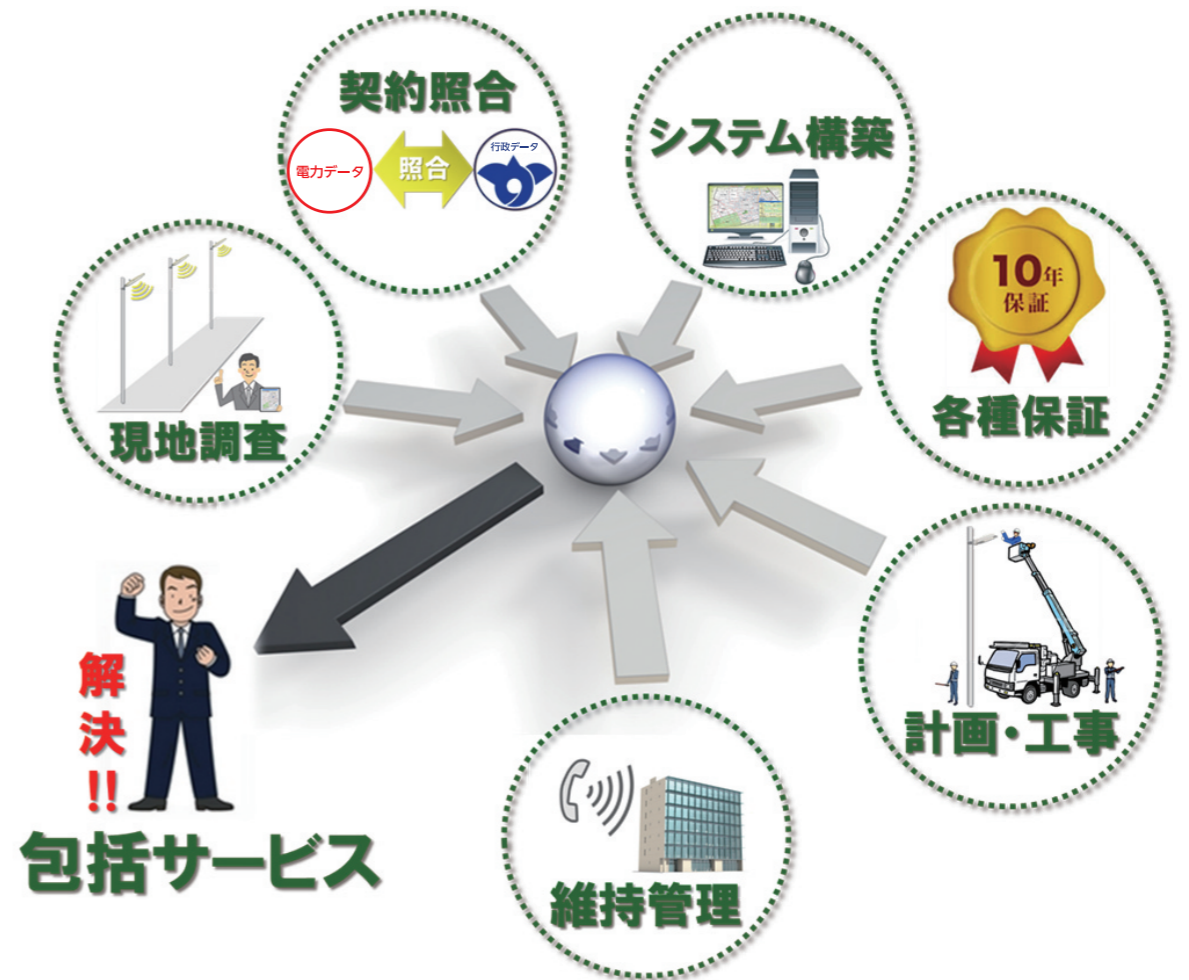 契約照合
電力データ
照合
行政データ
システム構築
10年
保証
各種保証
現地調査
計画・工事
解決!!
包括サービス
維持管理